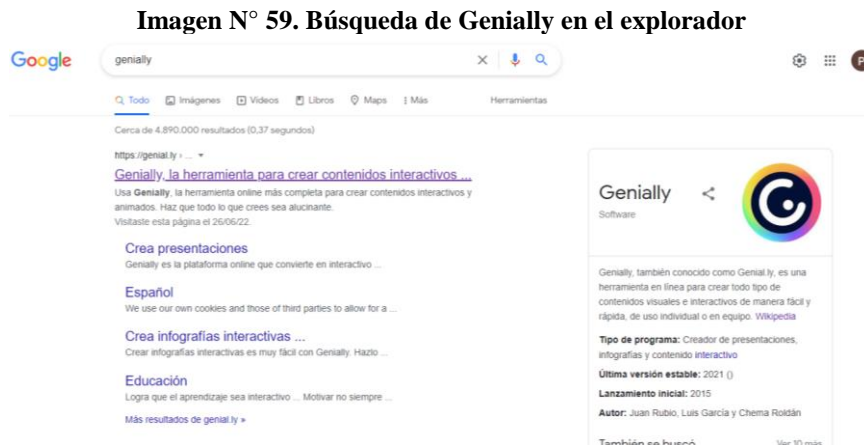 Imagen N° 59. Búsqueda de Genially en el explorador
Google
genially
Todo Imágenes Videos Libros Maps Más Herramientas
Cerca de 4.890.000 resultados (0,37 segundos)
https://genial.ly › ...
Genially, la herramienta para crear contenidos interactivos ...
Usa Genially, la herramienta online más completa para crear contenidos interactivos y
animados. Haz que todo lo que crees sea alucinante.
Visitaste esta página el 26/06/22.
Crea presentaciones
Genially es la plataforma online que convierte en interactivo ...
Español
We use our own cookies and those of third parties to allow for a ...
Crea infografías interactivas ...
Crear infografías interactivas es muy fácil con Genially. Hazlo ...
Educación
Logra que el aprendizaje sea interactivo ... Motivar no siempre ...
Más resultados de genial.ly »
Genially
Software
Genially, también conocido como Genial.ly, es una
herramienta en línea para crear todo tipo de
contenidos visuales e interactivos de manera fácil y
rápida, de uso individual o en equipo. Wikipedia
Tipo de programa: Creador de presentaciones,
infografías y contenido interactivo
Última versión estable: 2021 ()
Lanzamiento inicial: 2015
Autor: Juan Rubio, Luis García y Chema Roldán
También se buscó Ver 10 más
P